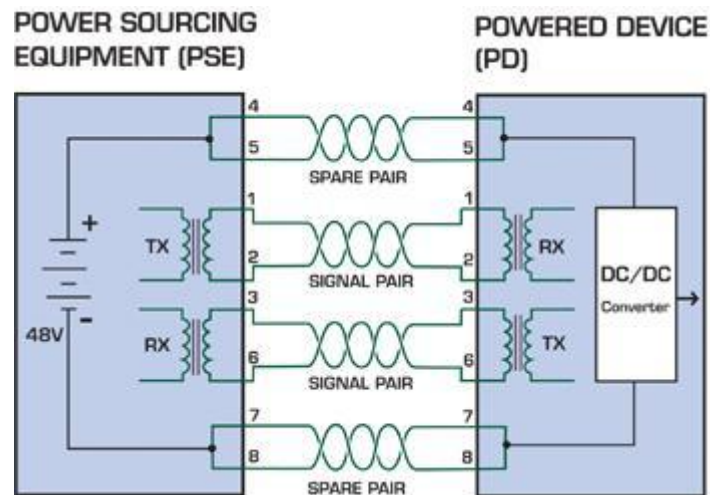 POWER SOURCING
EQUIPMENT (PSE)
POWERED DEVICE
(PD)
4
5
SPARE PAIR
4
5
1
2
SIGNAL PAIR
1
2
TX
RX
3
6
SIGNAL PAIR
3
6
RX
TX
7
8
SPARE PAIR
7
8
+
-
48V
DC/DC
Converter